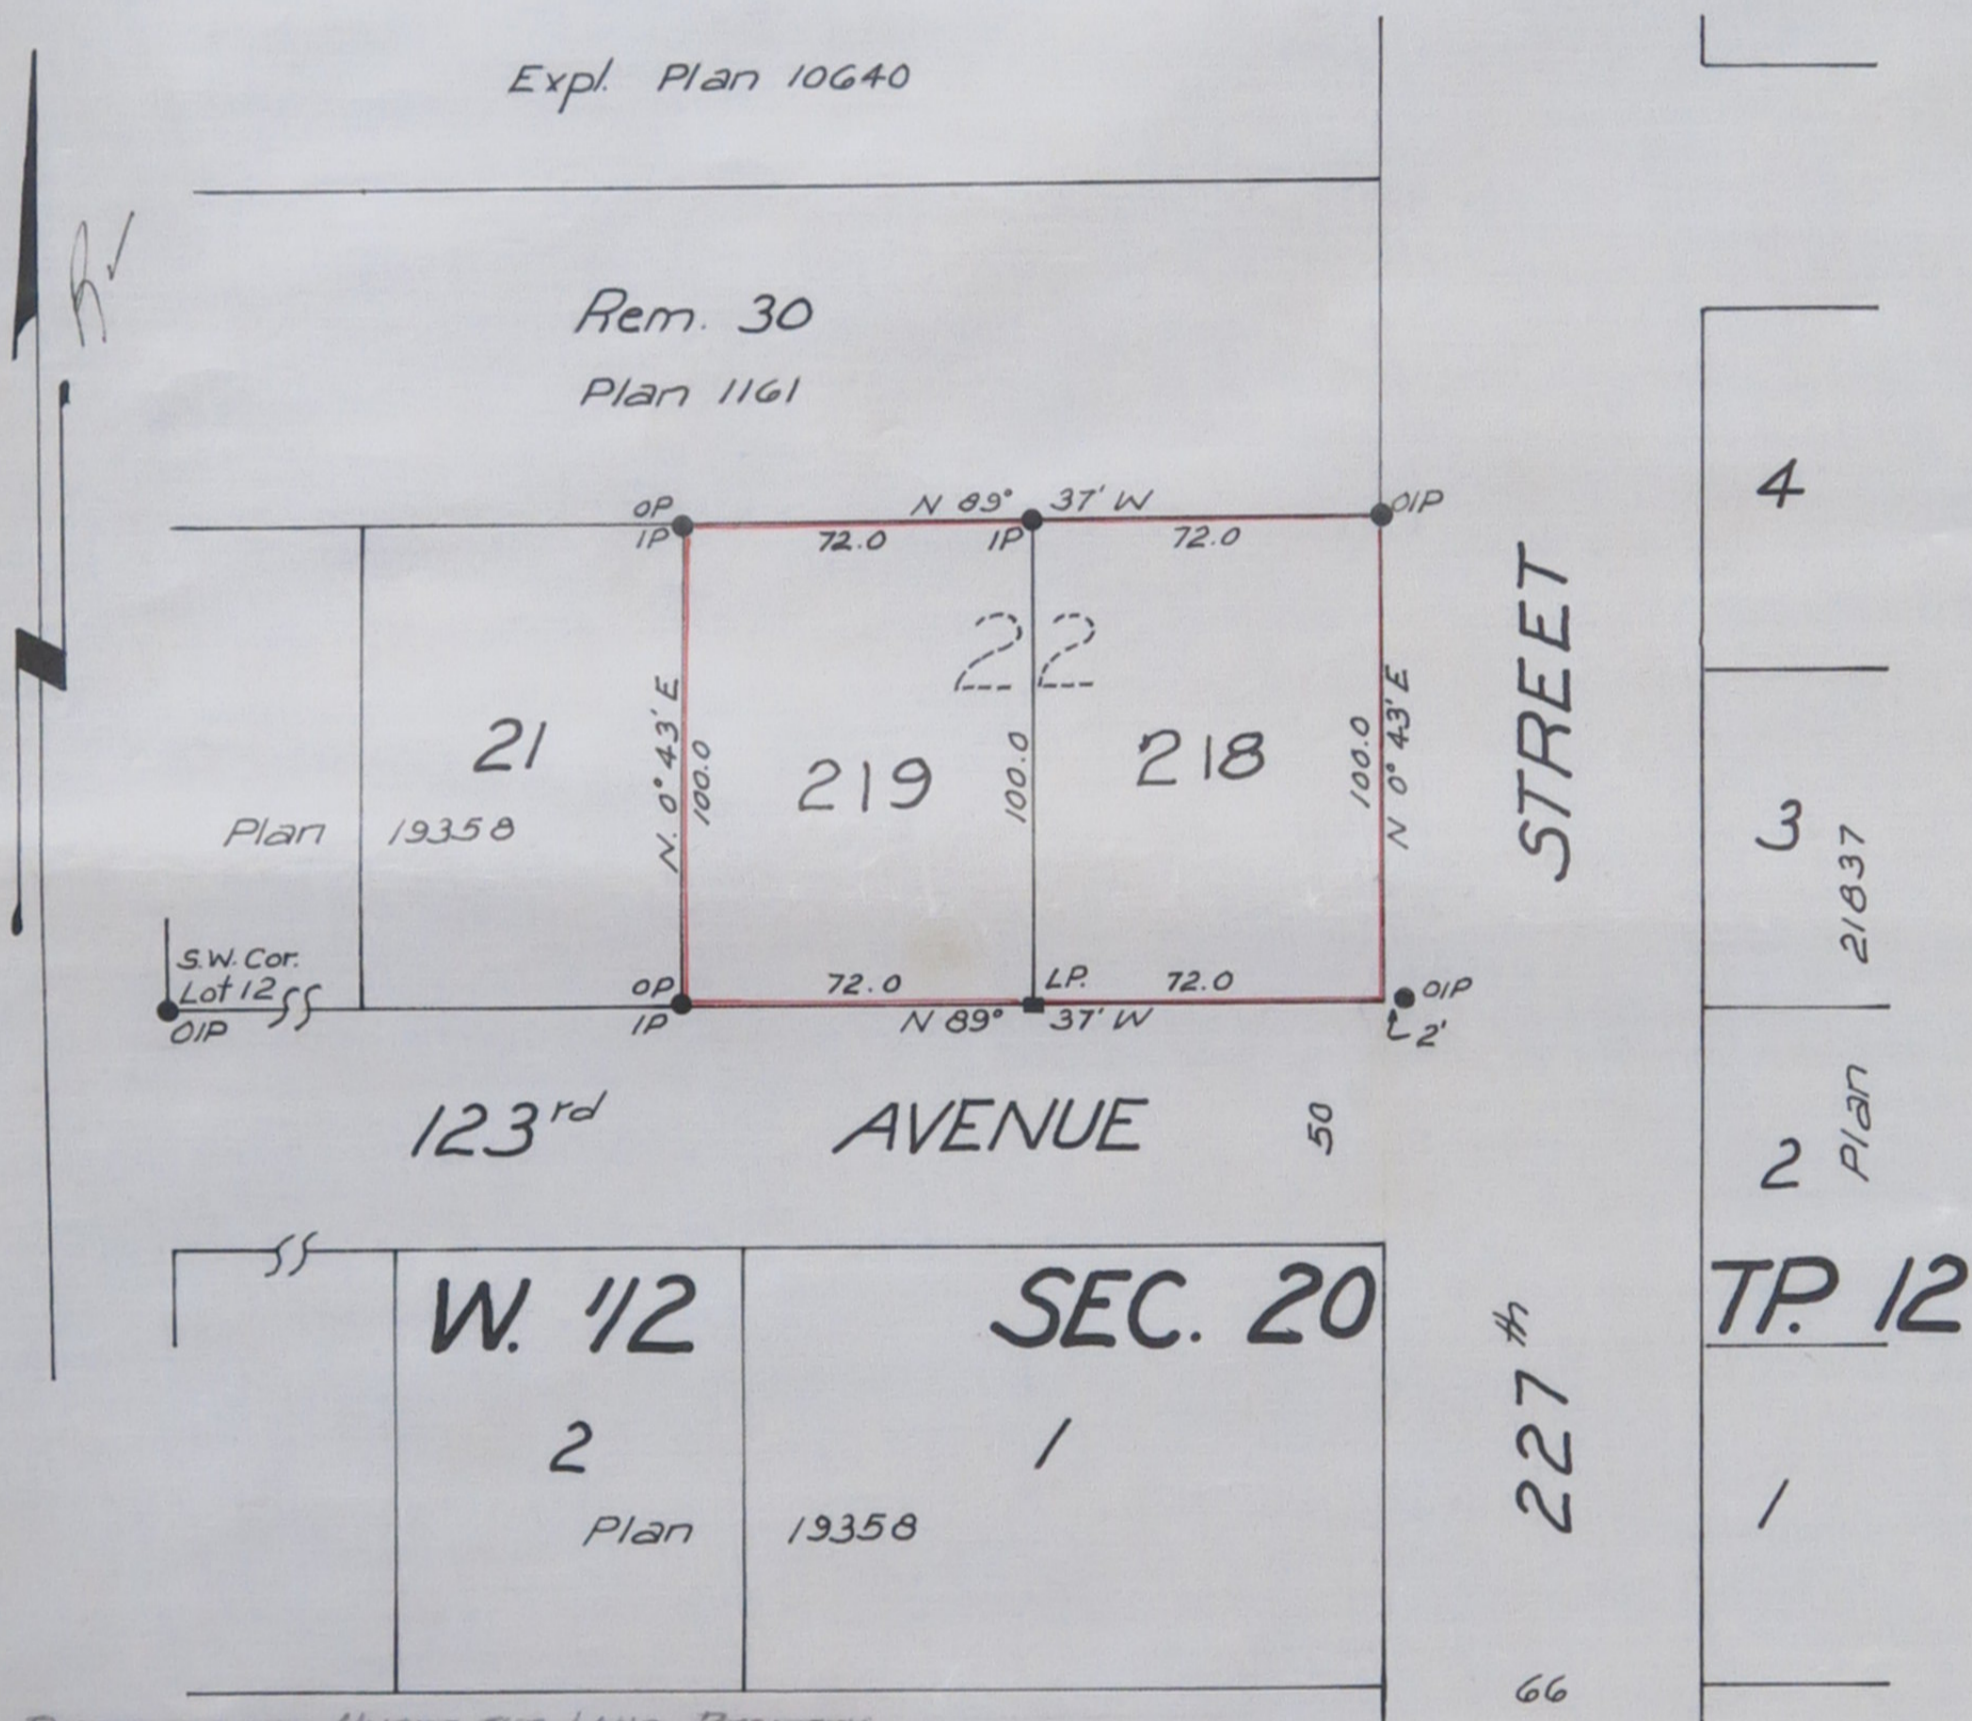 Expl. Plan 10640
Rem. 30
Plan 1161
4
OP
N 89° 37' W
OIP
IP
72.0
IP
72.0
22
STREET
N. 0° 43' E
100.0
21
219
100.0
218
100.0
N 0° 43' E
3
Plan 19358
Plan 21837
S.W. Cor.
Lot 12
OP
72.0
LP.
72.0
OIP
OIP
IP
N 89° 37' W
2'
123rd AVENUE
50
2
W. 1/2
SEC. 20
TP. 12
227th
2
1
1
Plan 19358
66